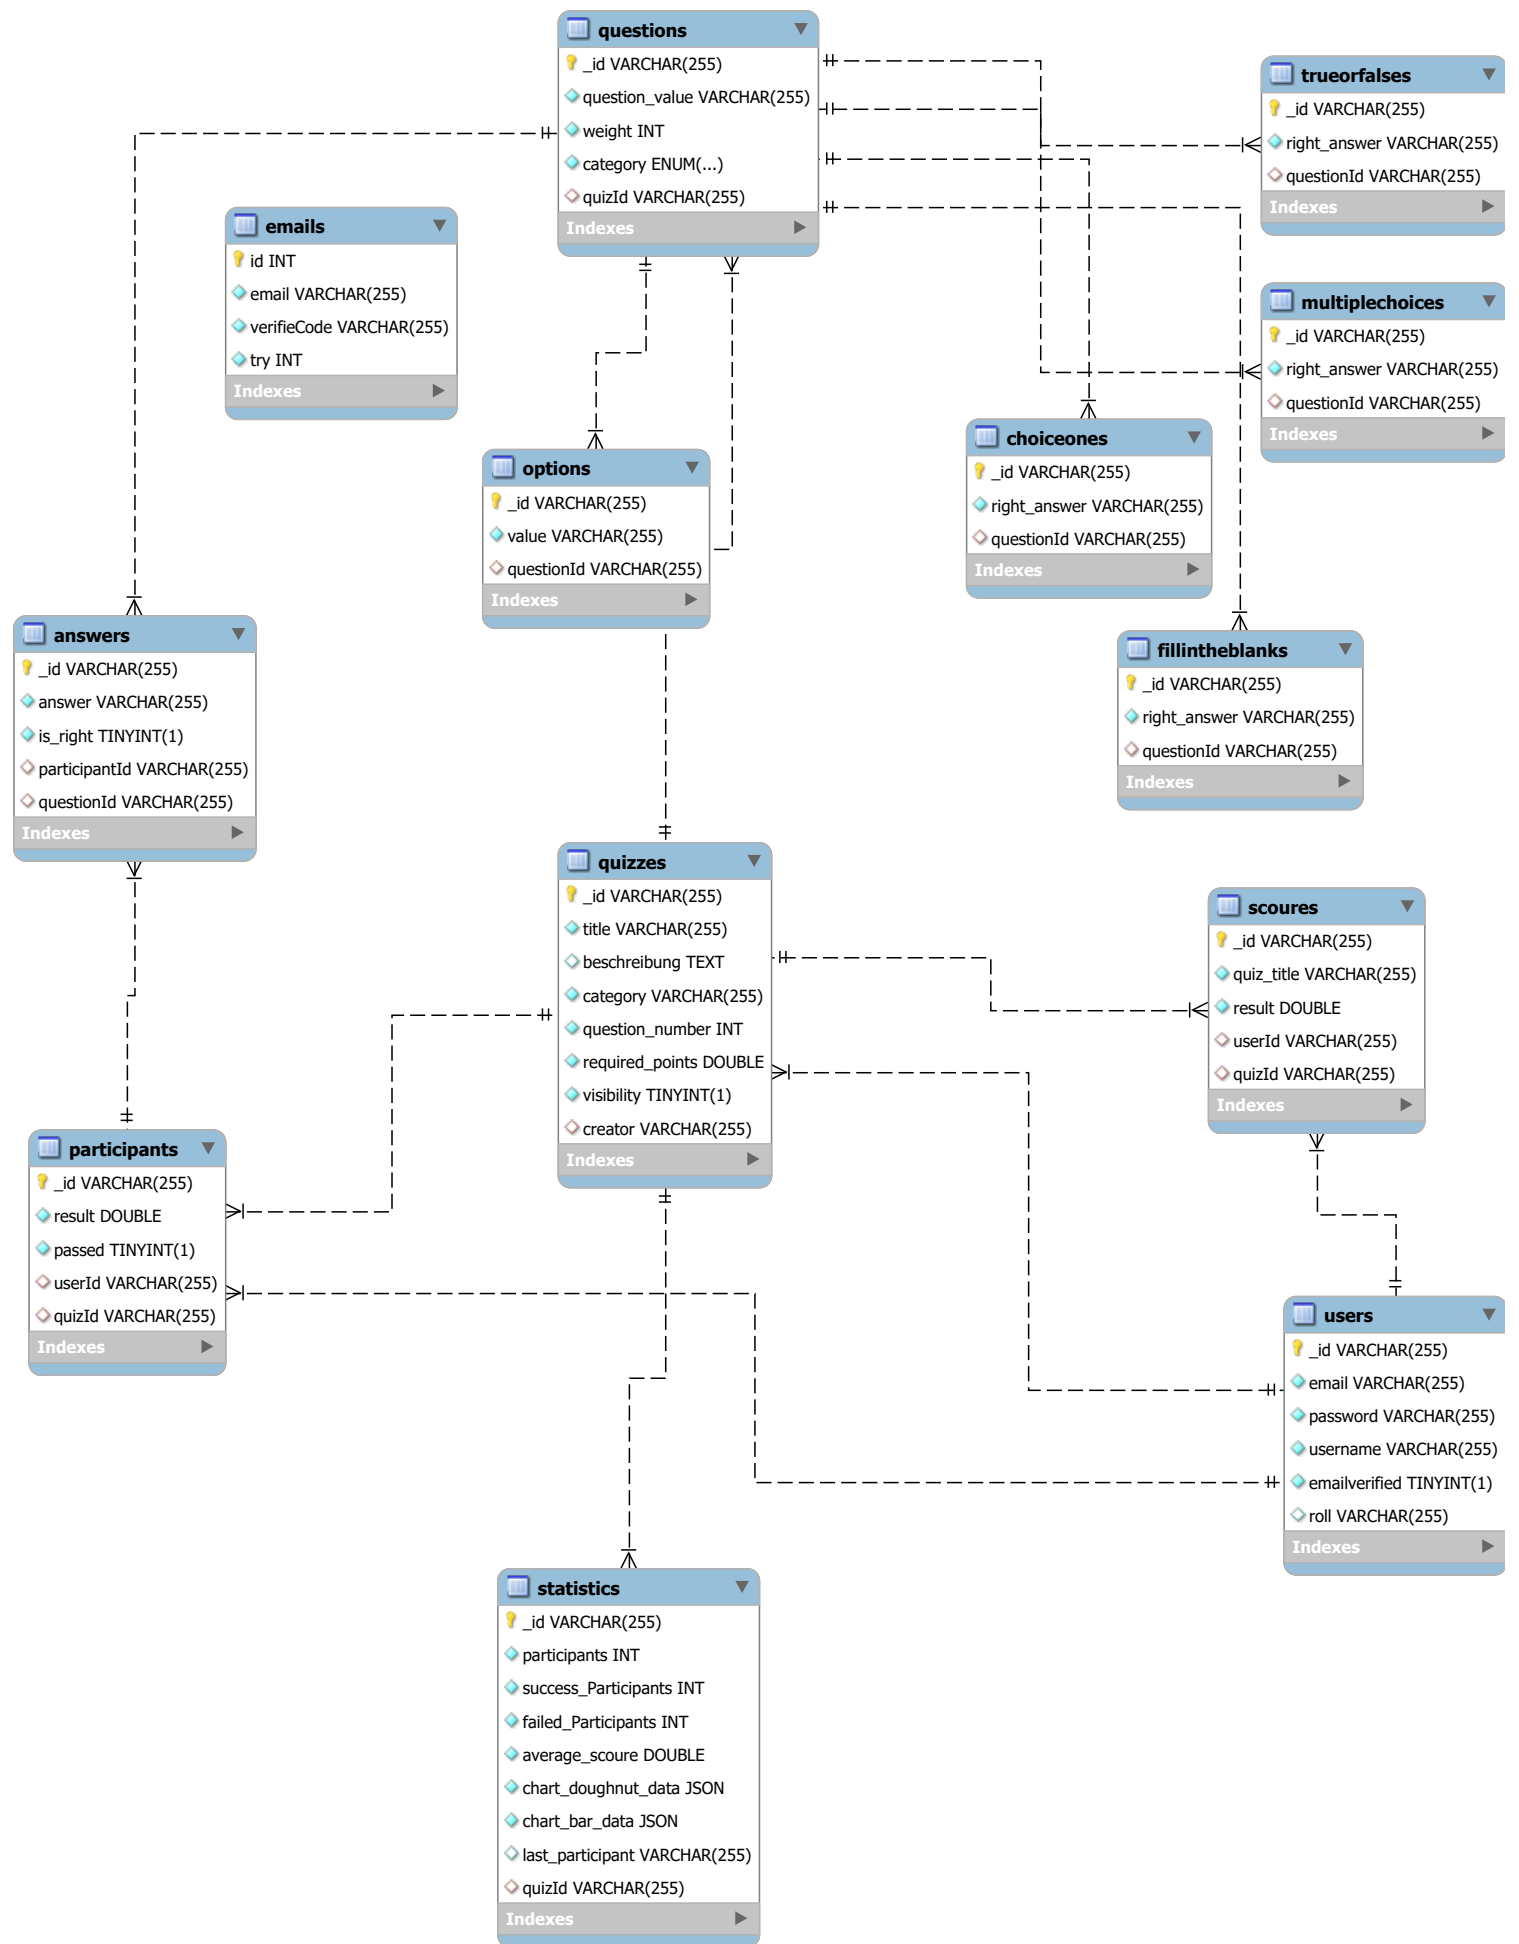 questions
_id VARCHAR(255)
question_value VARCHAR(255)
weight INT
category ENUM(...)
quizId VARCHAR(255)
Indexes
trueorfalses
_id VARCHAR(255)
right_answer VARCHAR(255)
questionId VARCHAR(255)
Indexes
emails
id INT
email VARCHAR(255)
verifieCode VARCHAR(255)
try INT
Indexes
multiplechoices
_id VARCHAR(255)
right_answer VARCHAR(255)
questionId VARCHAR(255)
Indexes
choiceones
_id VARCHAR(255)
right_answer VARCHAR(255)
questionId VARCHAR(255)
Indexes
options
_id VARCHAR(255)
value VARCHAR(255)
questionId VARCHAR(255)
Indexes
answers
_id VARCHAR(255)
answer VARCHAR(255)
is_right TINYINT(1)
participantId VARCHAR(255)
questionId VARCHAR(255)
Indexes
fillintheblanks
_id VARCHAR(255)
right_answer VARCHAR(255)
questionId VARCHAR(255)
Indexes
quizzes
_id VARCHAR(255)
title VARCHAR(255)
beschreibung TEXT
category VARCHAR(255)
question_number INT
required_points DOUBLE
visibility TINYINT(1)
creator VARCHAR(255)
Indexes
scoures
_id VARCHAR(255)
quiz_title VARCHAR(255)
result DOUBLE
userId VARCHAR(255)
quizId VARCHAR(255)
Indexes
participants
_id VARCHAR(255)
result DOUBLE
passed TINYINT(1)
userId VARCHAR(255)
quizId VARCHAR(255)
Indexes
users
_id VARCHAR(255)
email VARCHAR(255)
password VARCHAR(255)
username VARCHAR(255)
emailverified TINYINT(1)
roll VARCHAR(255)
Indexes
statistics
_id VARCHAR(255)
participants INT
success_Participants INT
failed_Participants INT
average_scoure DOUBLE
chart_doughnut_data JSON
chart_bar_data JSON
last_participant VARCHAR(255)
quizId VARCHAR(255)
Indexes